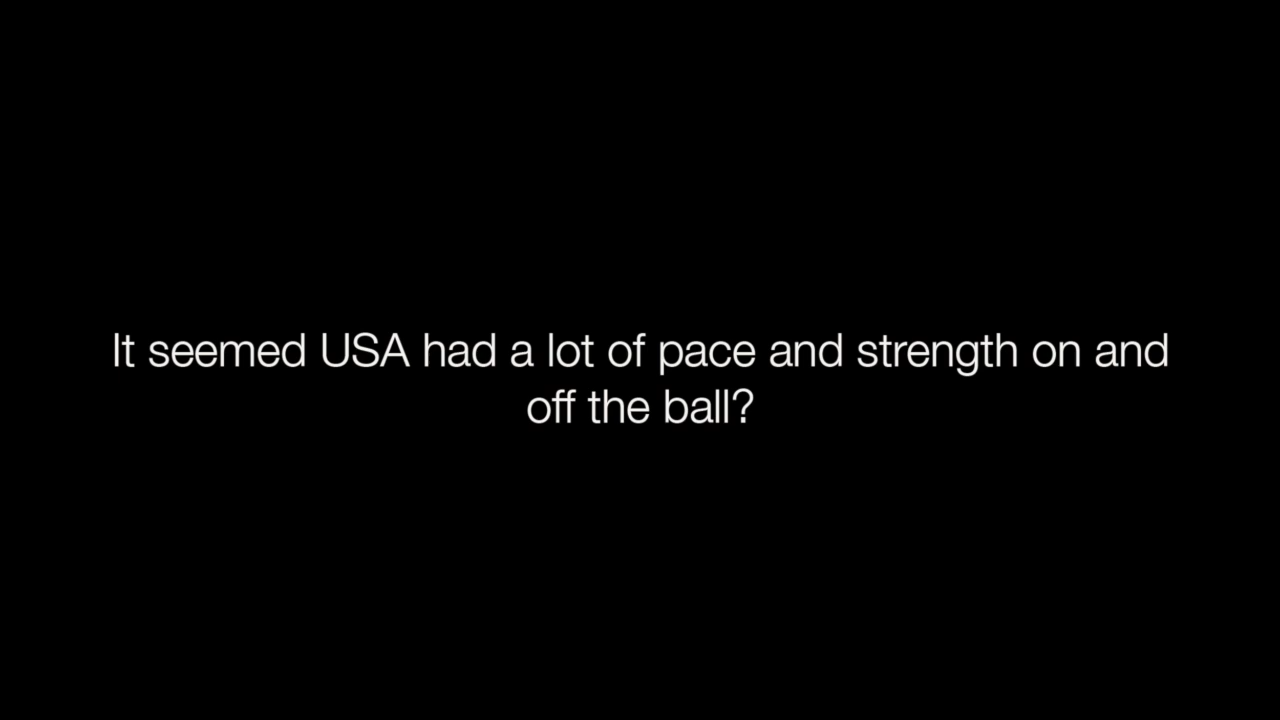 It seemed USA had a lot of pace and strength on and
off the ball?